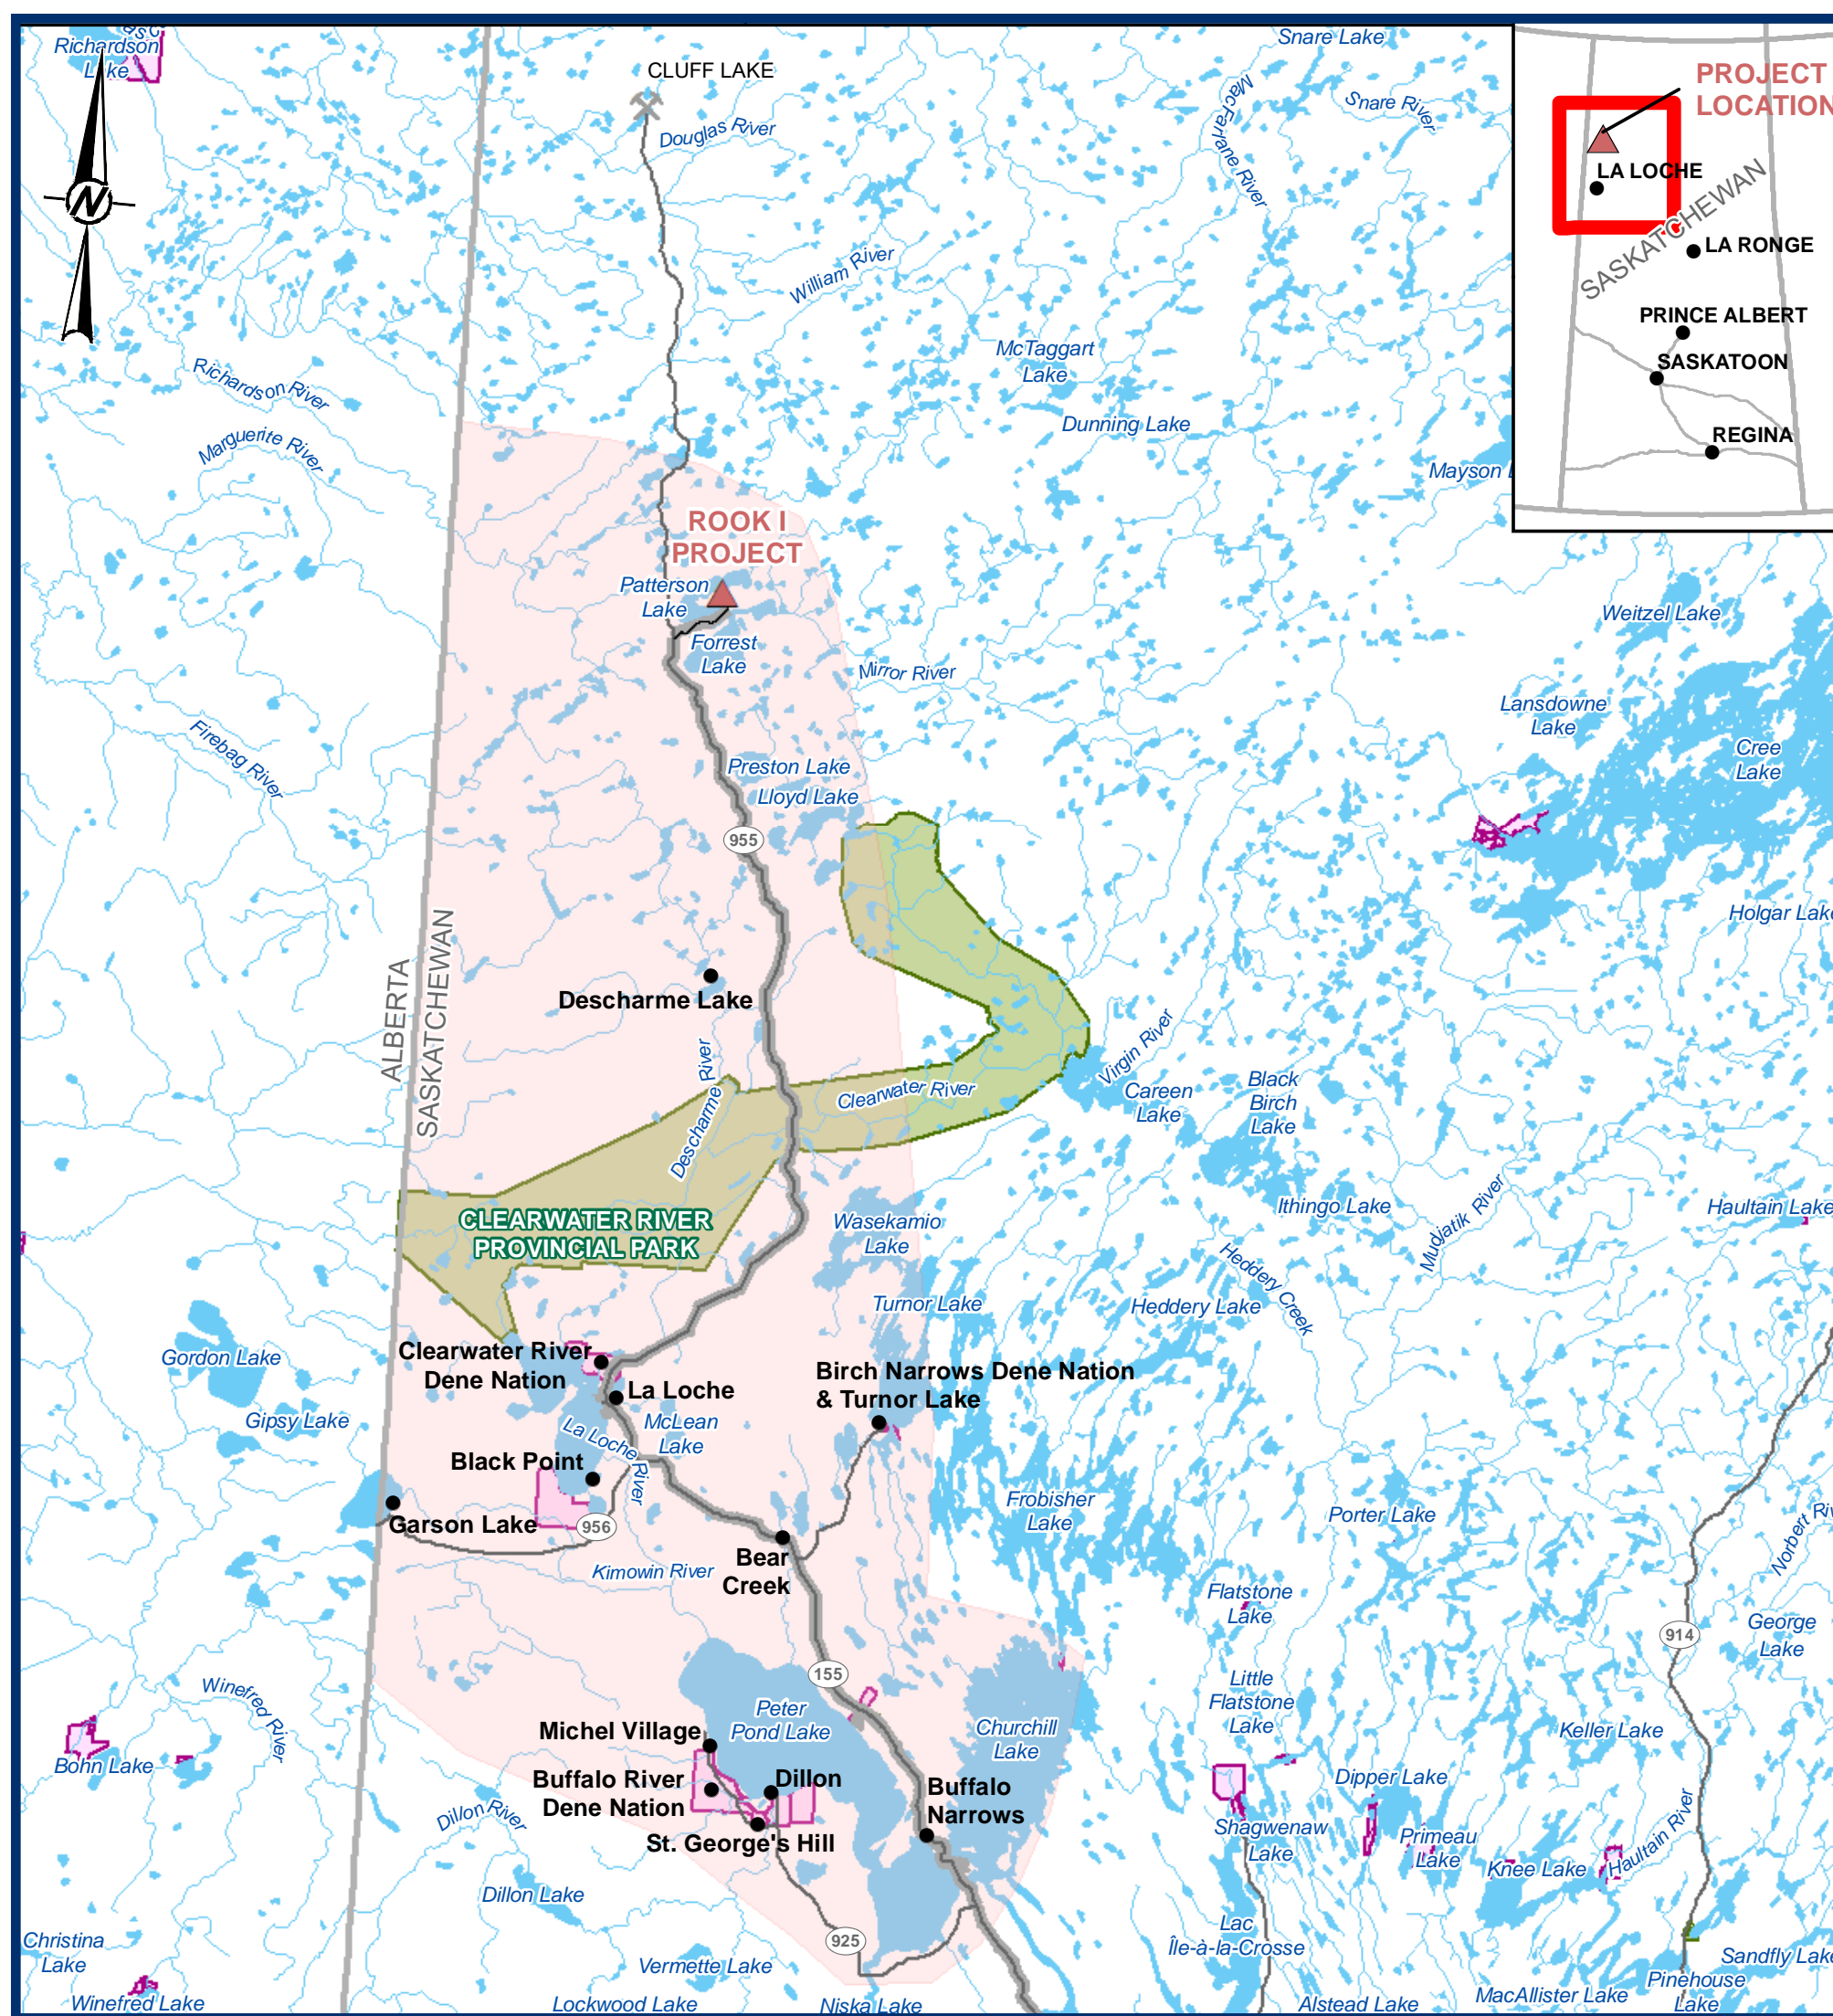 Richardson
Lake
Snare Lake
CLUFF LAKE
Douglas River
MacFarlane River
Snare River
PROJECT
LOCATION
LA LOCHE
SASKATCHEWAN
LA RONGE
PRINCE ALBERT
SASKATOON
REGINA
N
William River
McTaggart
Lake
Richardson River
Dunning Lake
Marguerite River
Mayson
ROOK I
PROJECT
Patterson
Lake
Forrest
Lake
Weitzel Lake
Mirror River
Lansdowne
Lake
Cree
Lake
Firebag River
Preston Lake
Lloyd Lake
955
Holgar Lake
ALBERTA
SASKATCHEWAN
Descharme Lake
Descharme River
Clearwater River
Virgin River
Careen
Lake
Black
Birch
Lake
Ithingo Lake
Mudjatik River
Haultain Lake
CLEARWATER RIVER
PROVINCIAL PARK
Wasekamio
Lake
Heddery Creek
Turnor Lake
Heddery Lake
Gordon Lake
Clearwater River
Dene Nation
La Loche
Birch Narrows Dene Nation
& Turnor Lake
Gipsy Lake
McLean
Lake
La Loche River
Black Point
Garson Lake
956
Frobisher
Lake
Porter Lake
Norbert Riv
Bear
Creek
Kimowin River
Flatstone
Lake
914
George
Lake
155
Winefred River
Little
Flatstone
Lake
Peter
Pond Lake
Churchill
Lake
Keller Lake
Michel Village
Bohn Lake
Buffalo River
Dene Nation
Dillon
Buffalo
Narrows
Dipper Lake
Dillon River
St. George's Hill
Shagwenaw
Lake
Primeau
Lake
Knee Lake
Haultain River
Dillon Lake
925
Lac
Île-à-la-Crosse
Christina
Lake
Vermette Lake
Sandfly Lake
Pinehouse
Lake
Winefred Lake
Lockwood Lake
Niska Lake
Alstead Lake
MacAllister Lake